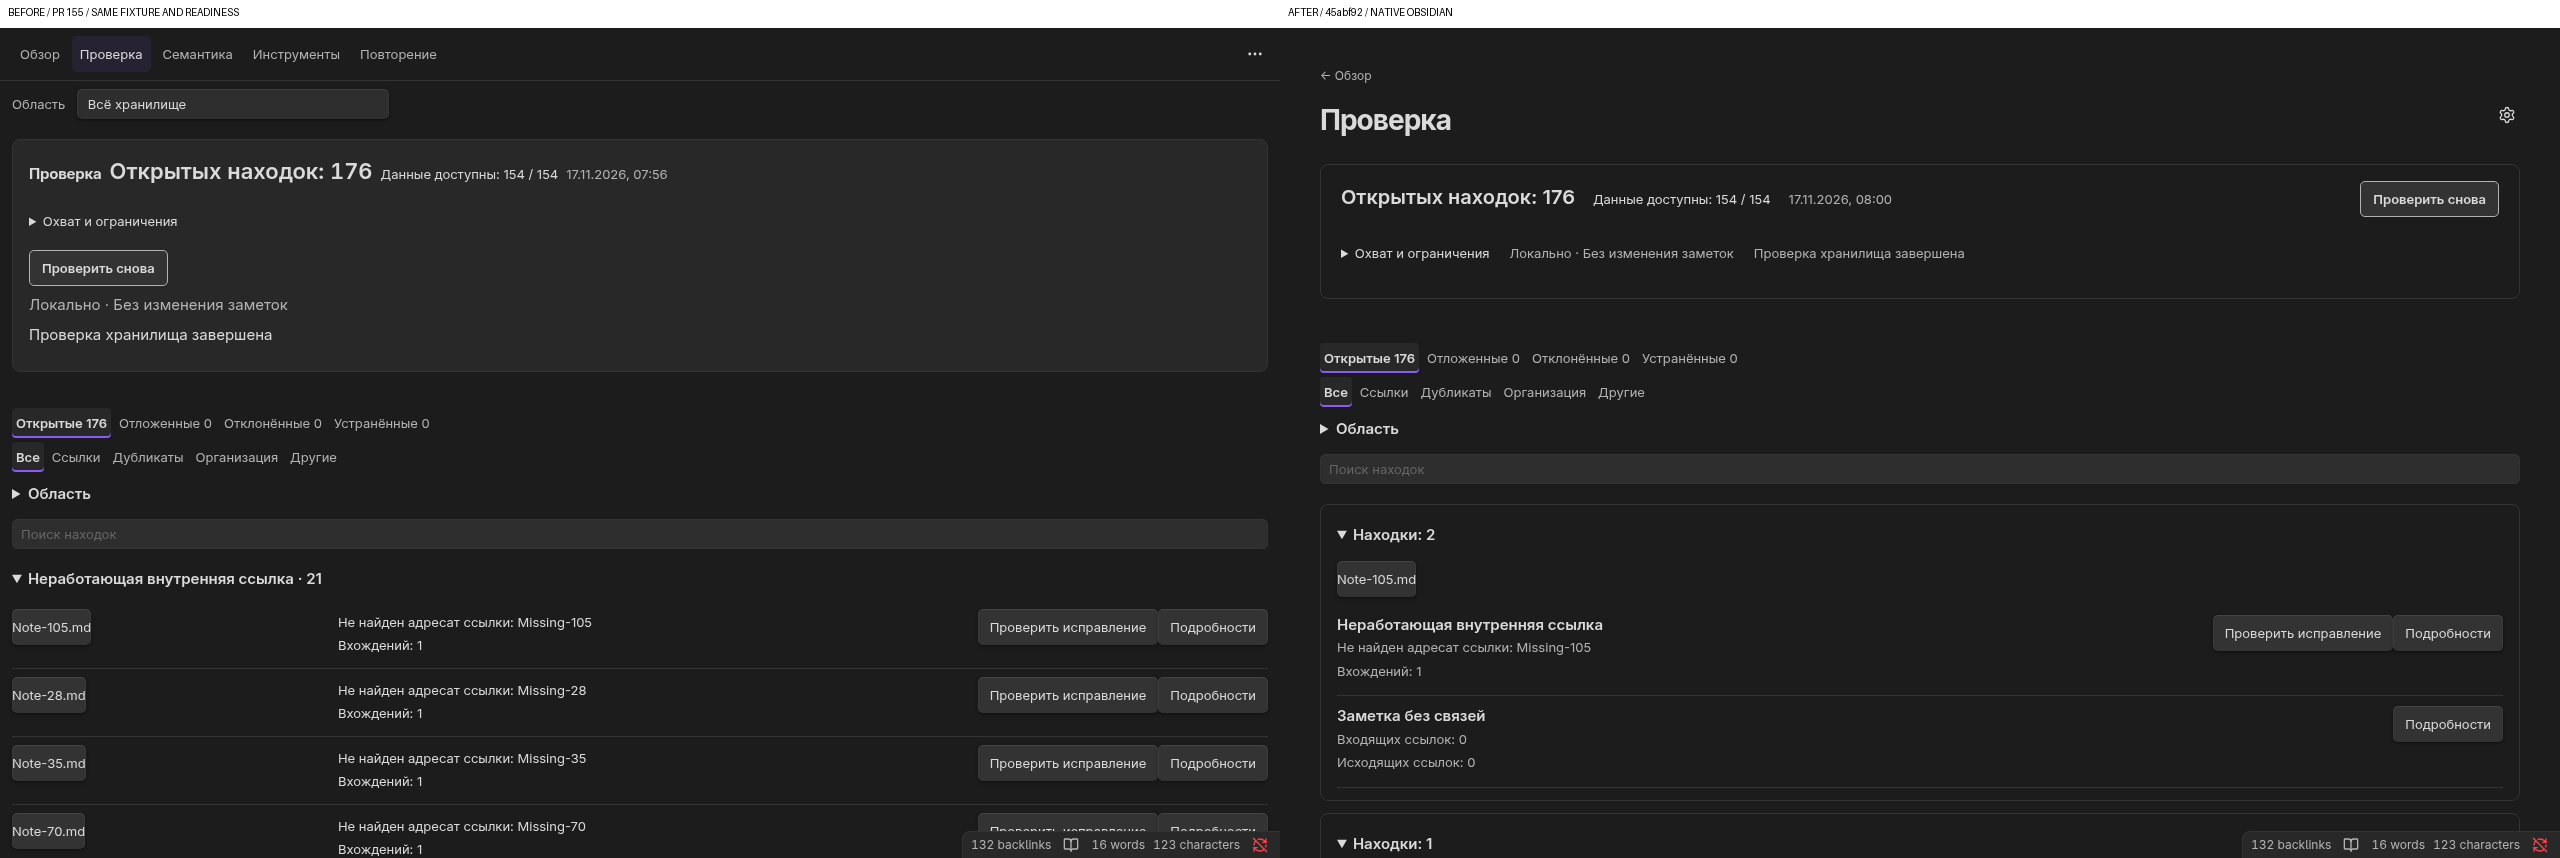 BEFORE / PR 155 / SAME FIXTURE AND READINESS
Обзор Проверка Семантика Инструменты Повторение
Область Всё хранилище
Проверка Открытых находок: 176 Данные доступны: 154 / 154 17.11.2026, 07:56
Охват и ограничения
Проверить снова
Локально · Без изменения заметок
Проверка хранилища завершена
Открытые 176 Отложенные 0 Отклонённые 0 Устранённые 0
Все Ссылки Дубликаты Организация Другие
Область
Поиск находок
Неработающая внутренняя ссылка · 21
Note-105.md Не найден адресат ссылки: Missing-105 Проверить исправление Подробности
Вхождений: 1
Note-28.md Не найден адресат ссылки: Missing-28 Проверить исправление Подробности
Вхождений: 1
Note-35.md Не найден адресат ссылки: Missing-35 Проверить исправление Подробности
Вхождений: 1
Note-70.md Не найден адресат ссылки: Missing-70 Проверить исправление Подробности
Вхождений: 1
132 backlinks 16 words 123 characters
AFTER / 45abf92 / NATIVE OBSIDIAN
← Обзор
Проверка
Открытых находок: 176 Данные доступны: 154 / 154 17.11.2026, 08:00 Проверить снова
Охват и ограничения Локально · Без изменения заметок Проверка хранилища завершена
Открытые 176 Отложенные 0 Отклонённые 0 Устранённые 0
Все Ссылки Дубликаты Организация Другие
Область
Поиск находок
Находки: 2
Note-105.md
Неработающая внутренняя ссылка Проверить исправление Подробности
Не найден адресат ссылки: Missing-105
Вхождений: 1
Заметка без связей Подробности
Входящих ссылок: 0
Исходящих ссылок: 0
Находки: 1
132 backlinks 16 words 123 characters